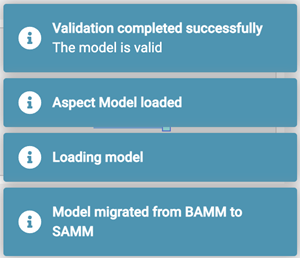 Validation completed successfully
The model is valid
Aspect Model loaded
Loading model
Model migrated from BAMM to
SAMM